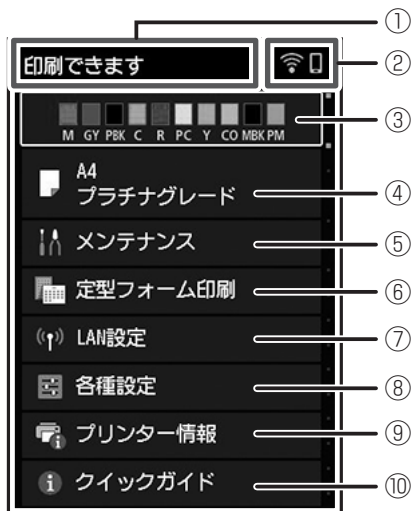 ①
印刷できます
②
③
M GY PBK C R PC Y CO MBK PM
A4
プラチナグレード
④
メンテナンス
⑤
定型フォーム印刷
⑥
LAN設定
⑦
各種設定
⑧
プリンター情報
⑨
クイックガイド
⑩